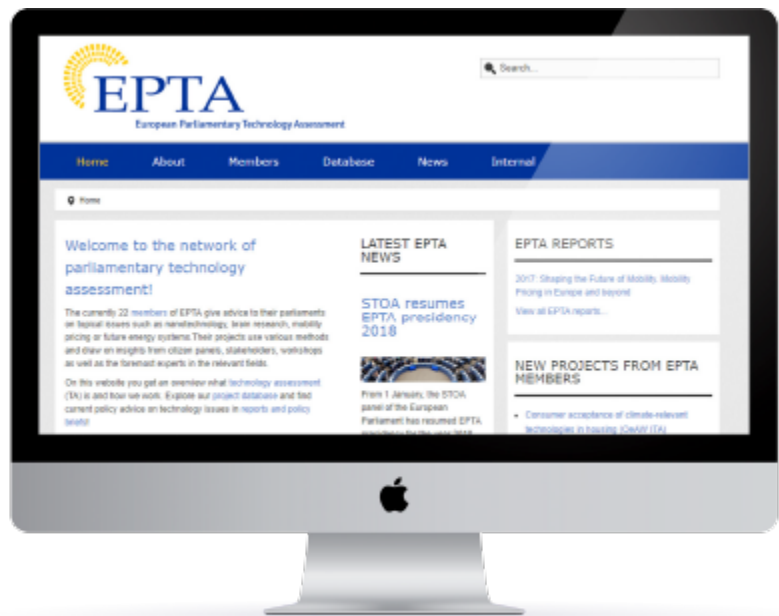 EPTA
European Parliamentary Technology Assessment
Search...
Home About Members Database News Internal
Home
Welcome to the network of
parliamentary technology
assessment!
The currently 22 members of EPTA give advice to their parliaments
on topical issues such as nanotechnology, brain research, mobility
pricing or future energy systems.Their projects use various methods
and draw on insights from citizen panels, stakeholders, workshops
as well as the foremost experts in the relevant fields.
On this website you get an overview what technology assessment
(TA) is and how we work. Explore our project database and find
current policy advice on technology issues in reports and policy
briefs!
LATEST EPTA
NEWS
STOA resumes
EPTA presidency
2018
From 1 January, the STOA
panel of the European
Parliament has resumed EPTA
presidency for the year 2018
EPTA REPORTS
2017: Shaping the Future of Mobility. Mobility
Pricing in Europe and beyond
View all EPTA reports...
NEW PROJECTS FROM EPTA
MEMBERS
Consumer acceptance of climate-relevant
technologies in housing (OeAW ITA)